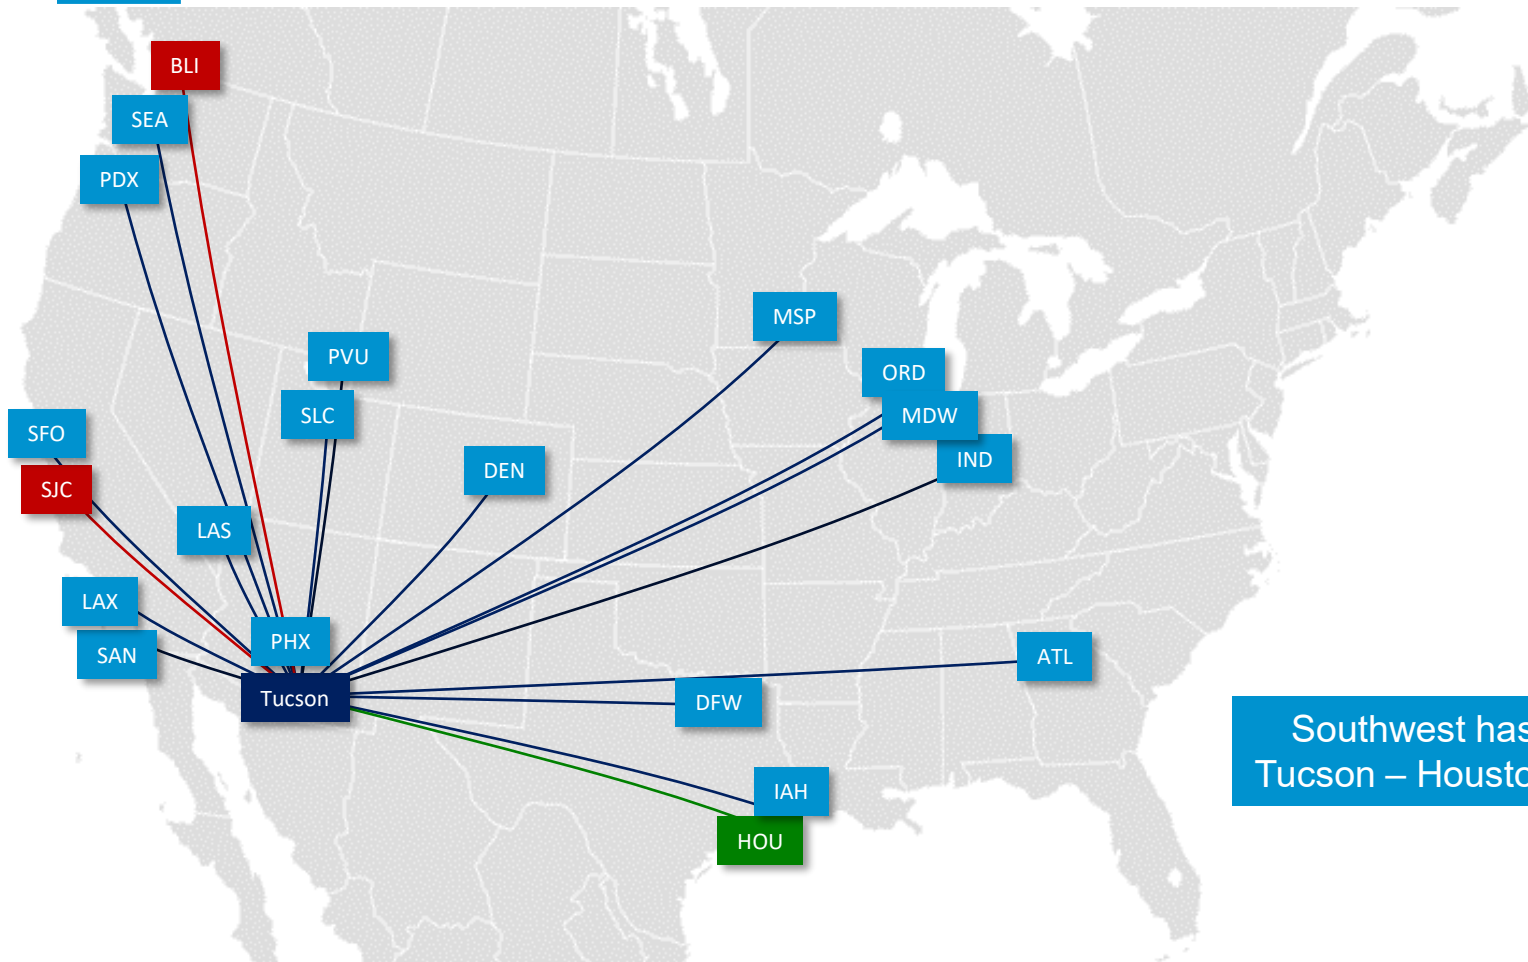 BLI
SEA
PDX
MSP
PVU
ORD
SLC
MDW
SFO
IND
DEN
SJC
LAS
LAX
PHX
SAN
ATL
Tucson
DFW
Southwest has
Tucson – Housto
IAH
HOU